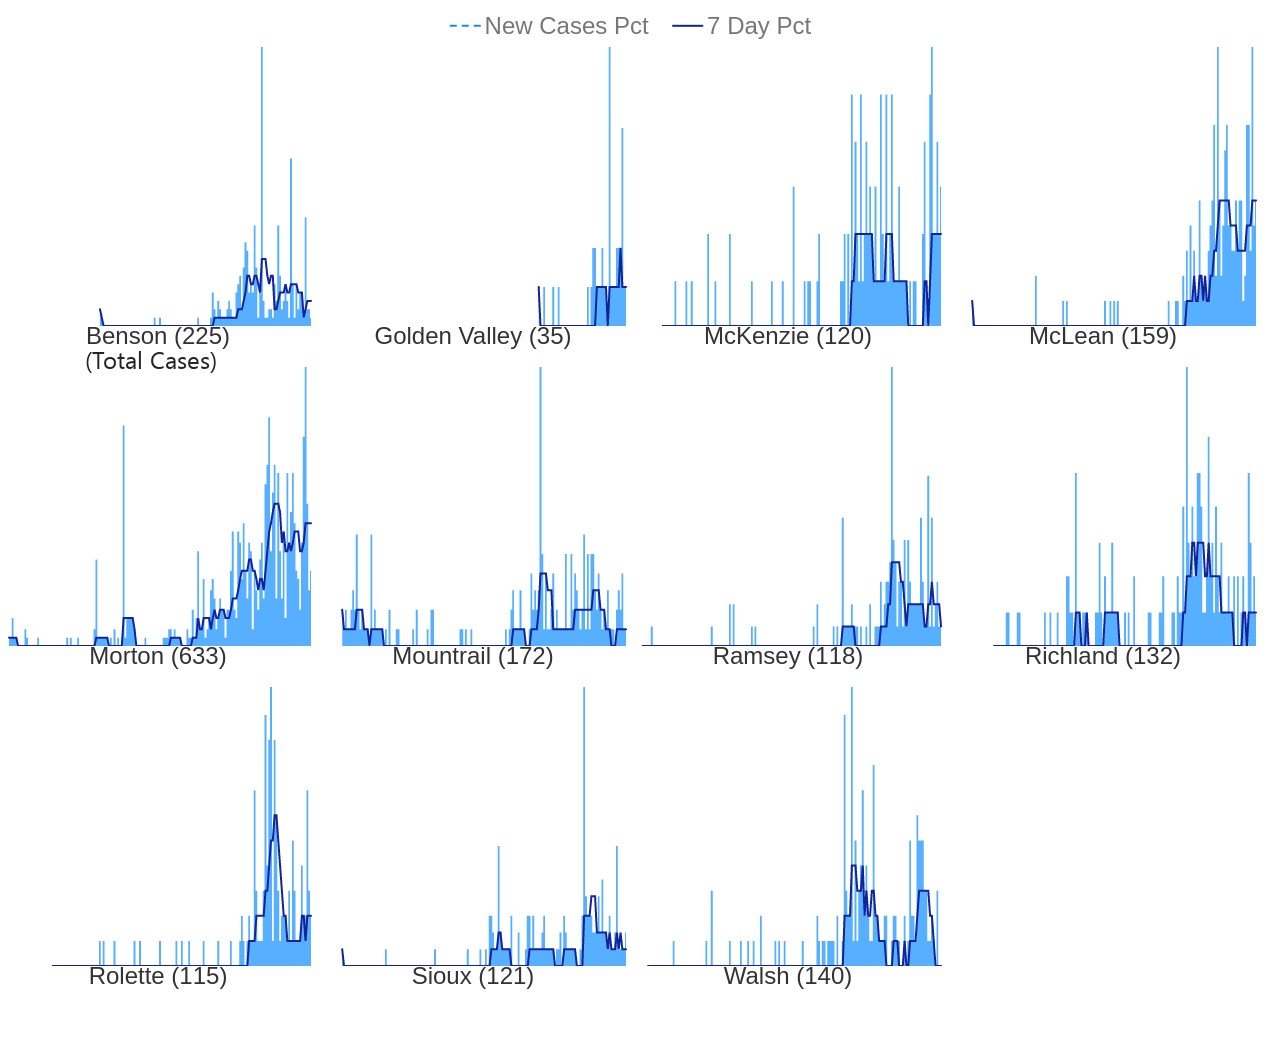 New Cases Pct 7 Day Pct
Benson (225) Golden Valley (35) McKenzie (120) McLean (159)
(Total Cases)
Morton (633) Mountrail (172) Ramsey (118) Richland (132)
Rolette (115) Sioux (121) Walsh (140)